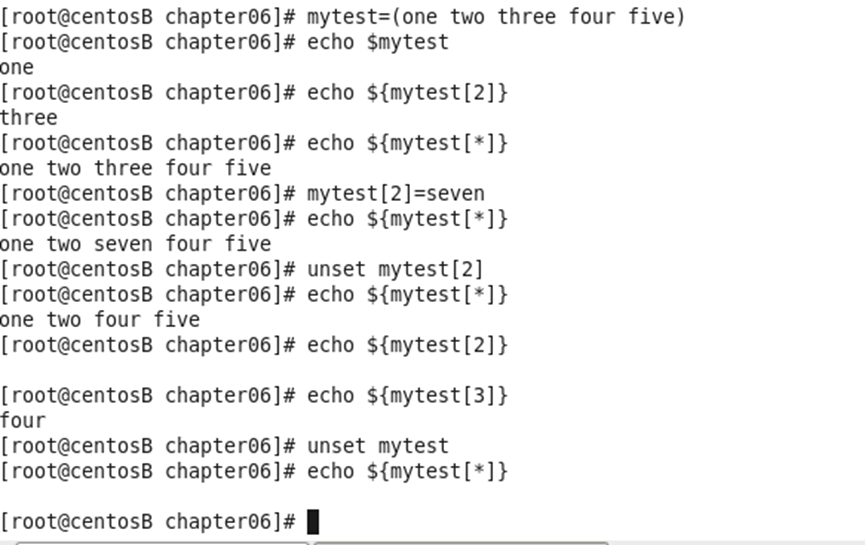 [root@centosB chapter06]# mytest=(one two three four five)
[root@centosB chapter06]# echo $mytest
one
[root@centosB chapter06]# echo ${mytest[2]}
three
[root@centosB chapter06]# echo ${mytest[*]}
one two three four five
[root@centosB chapter06]# mytest[2]=seven
[root@centosB chapter06]# echo ${mytest[*]}
one two seven four five
[root@centosB chapter06]# unset mytest[2]
[root@centosB chapter06]# echo ${mytest[*]}
one two four five
[root@centosB chapter06]# echo ${mytest[2]}
[root@centosB chapter06]# echo ${mytest[3]}
four
[root@centosB chapter06]# unset mytest
[root@centosB chapter06]# echo ${mytest[*]}
[root@centosB chapter06]#